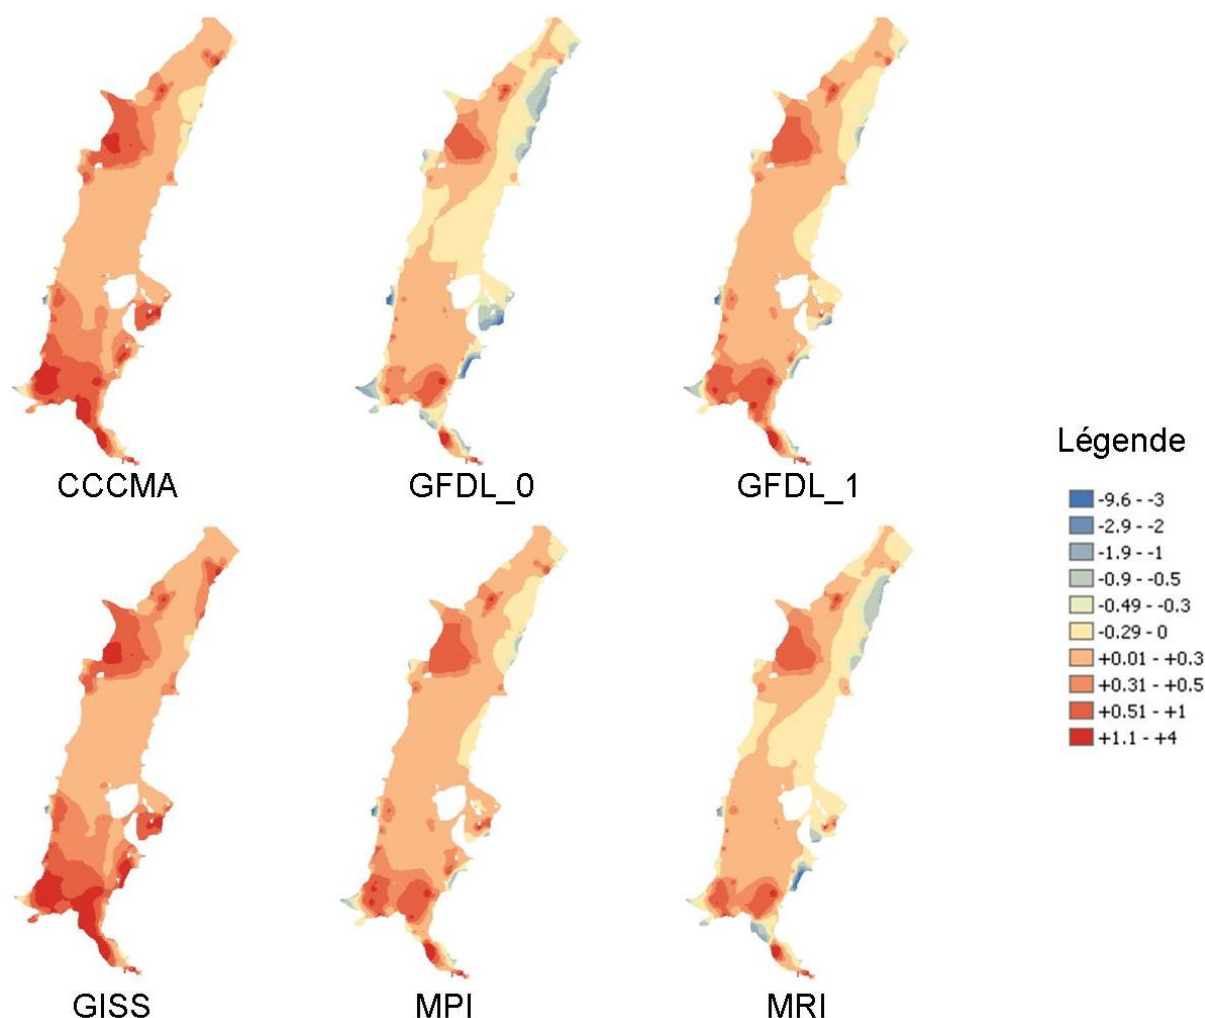 CCCMA
GFDL_0
GFDL_1
Légende
-9.6 - -3
-2.9 - -2
-1.9 - -1
-0.9 - -0.5
-0.49 - -0.3
-0.29 - 0
+0.01 - +0.3
+0.31 - +0.5
+0.51 - +1
+1.1 - +4
GISS
MPI
MRI